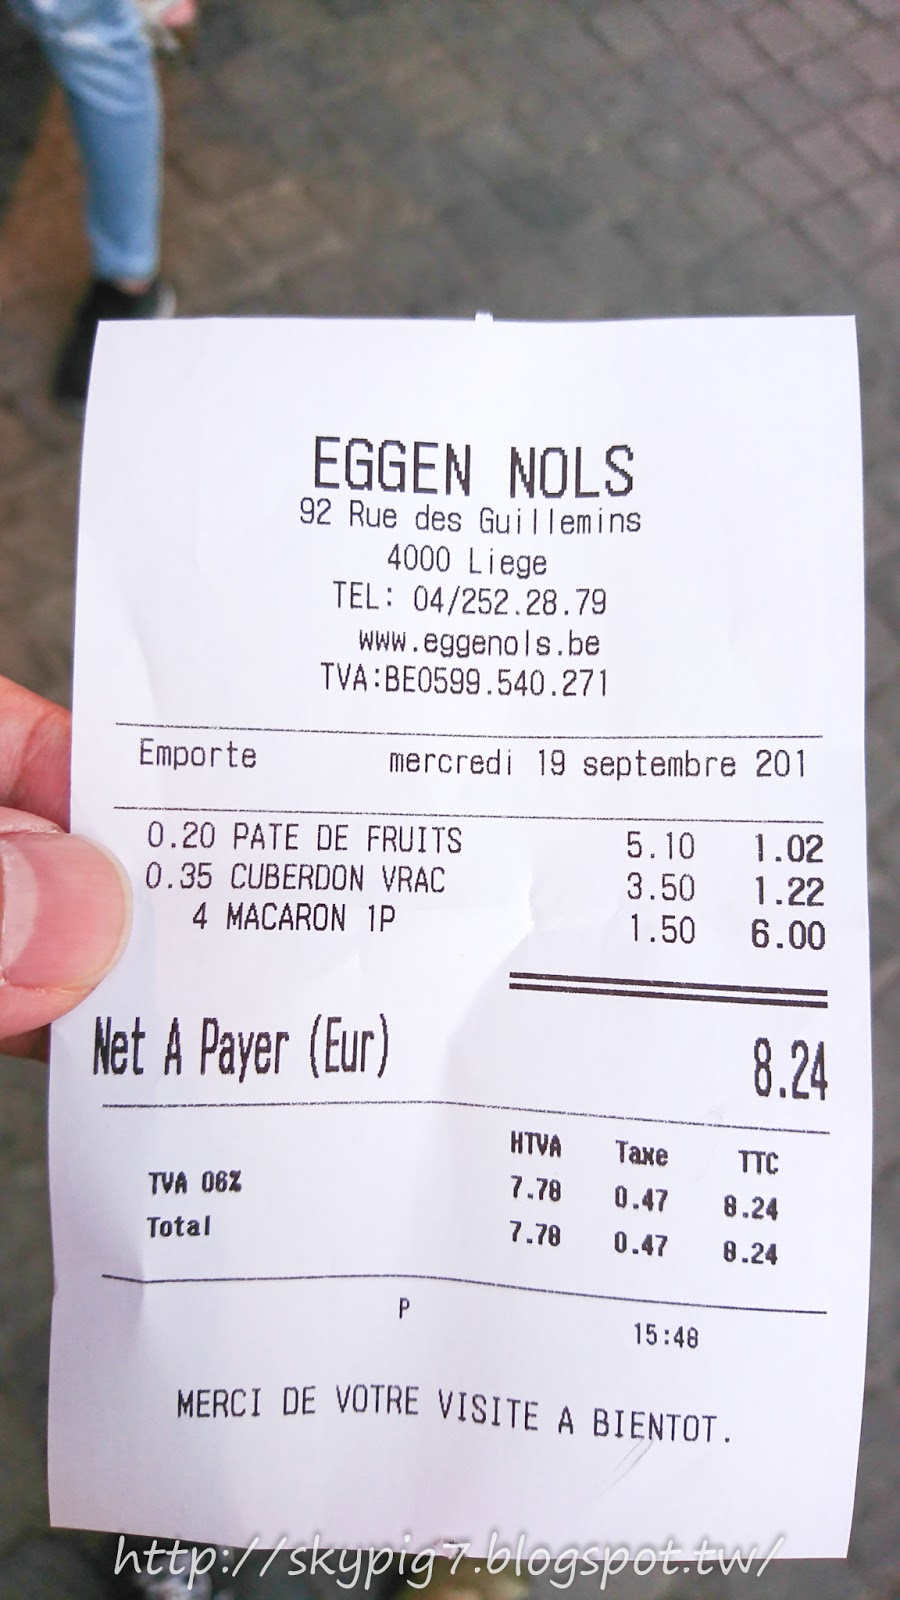 EGGEN NOLS
92 Rue des Guillemins
4000 Liege
TEL: 04/252.28.79
www.eggenols.be
TVA:BE0599.540.271
Emporte mercredi 19 septembre 201
0.20 PATE DE FRUITS 5.10 1.02
0.35 CUBERDON VRAC 3.50 1.22
4 MACARON 1P 1.50 6.00
Net A Payer (Eur) 8.24
HTVA Taxe TTC
TVA 06% 7.78 0.47 8.24
Total 7.78 0.47 8.24
P 15:48
MERCI DE VOTRE VISITE A BIENTOT.
http://skypig7.blogspot.tw/